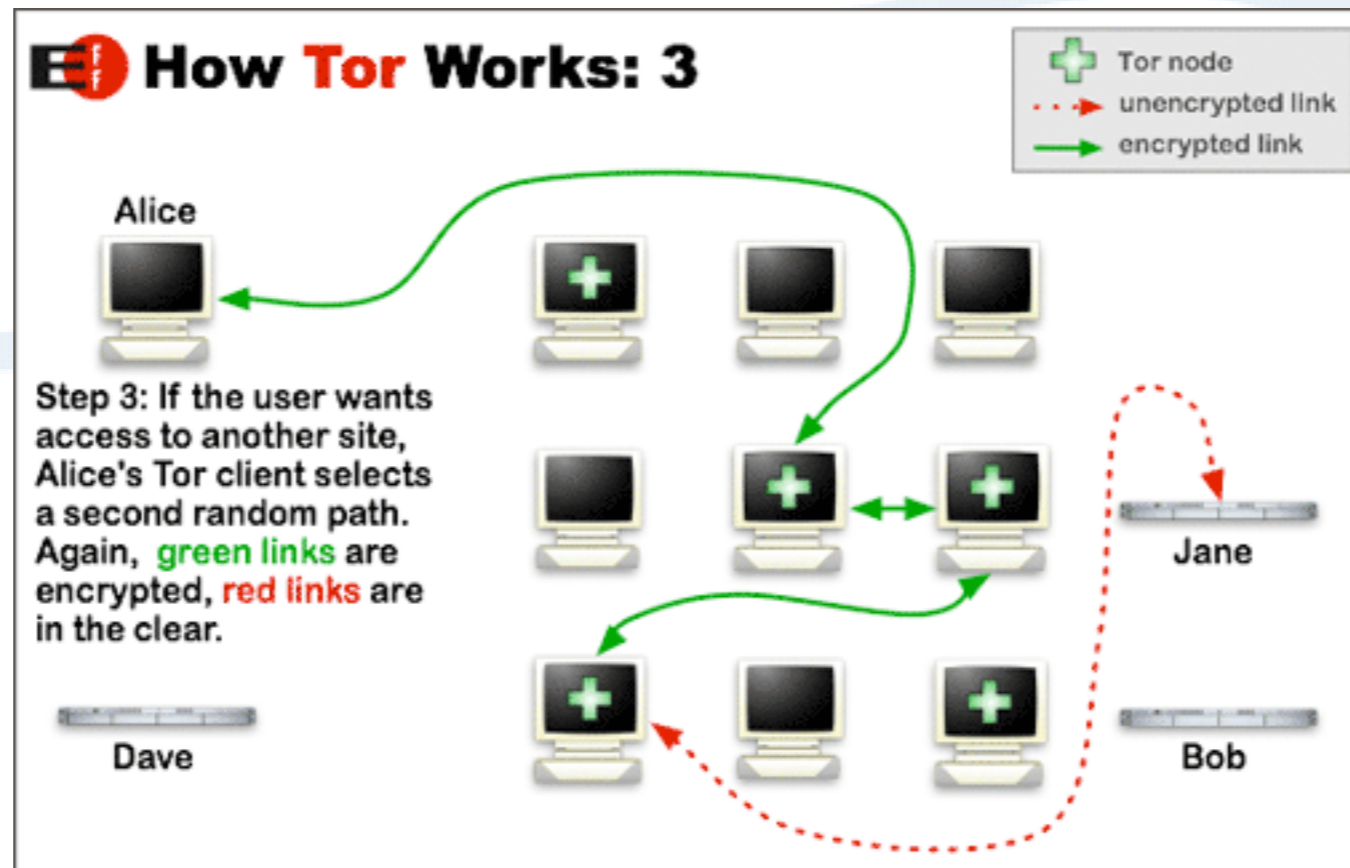 EFF How Tor Works: 3
Tor node
unencrypted link
encrypted link
Alice
Step 3: If the user wants
access to another site,
Alice's Tor client selects
a second random path.
Again, green links are
encrypted, red links are
in the clear.
Jane
Dave
Bob